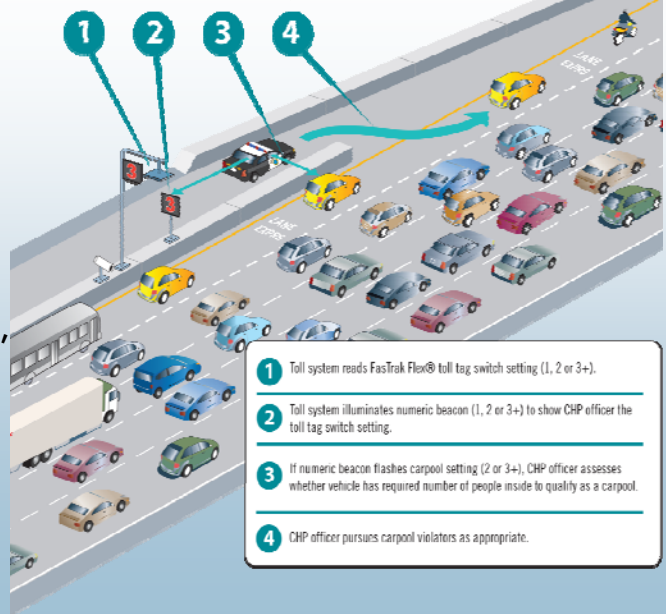 1 2 3 4
LANE
EXPRS
3
3
LANE
EXPRS
,
1 Toll system reads FasTrak Flex® toll tag switch setting (1, 2 or 3+).
2 Toll system illuminates numeric beacon (1, 2 or 3+) to show CHP officer the
toll tag switch setting.
3 If numeric beacon flashes carpool setting (2 or 3+), CHP officer assesses
whether vehicle has required number of people inside to qualify as a carpool.
4 CHP officer pursues carpool violators as appropriate.